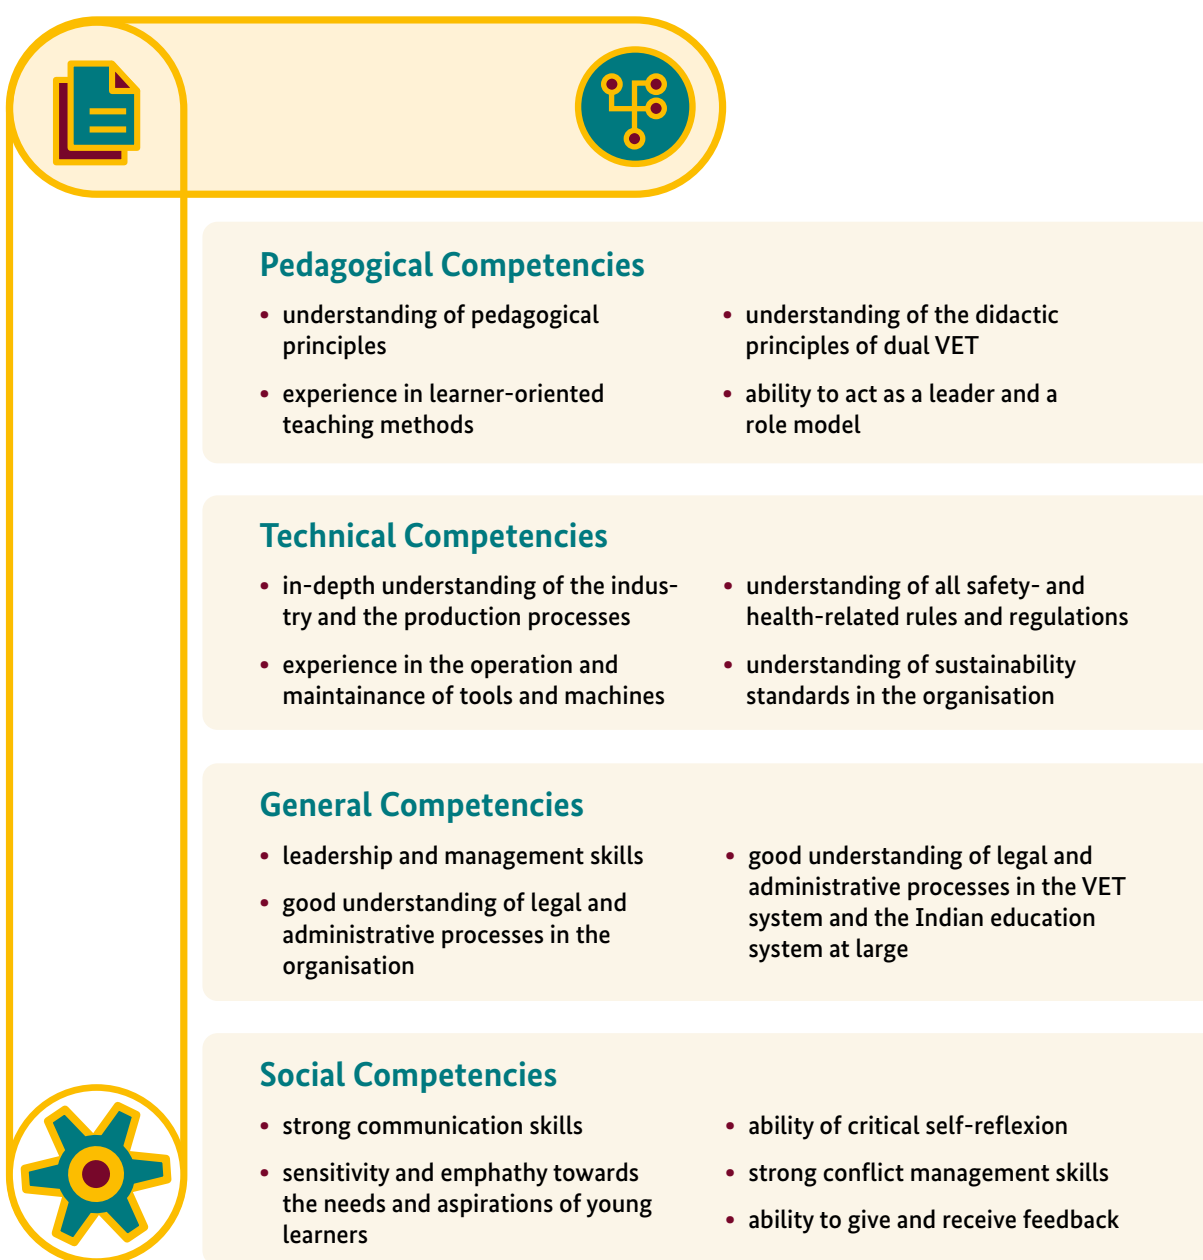 Pedagogical Competencies
• understanding of pedagogical
principles
• experience in learner-oriented
teaching methods
• understanding of the didactic
principles of dual VET
• ability to act as a leader and a
role model
Technical Competencies
• in-depth understanding of the indus-
try and the production processes
• experience in the operation and
maintainance of tools and machines
• understanding of all safety- and
health-related rules and regulations
• understanding of sustainability
standards in the organisation
General Competencies
• leadership and management skills
• good understanding of legal and
administrative processes in the
organisation
• good understanding of legal and
administrative processes in the VET
system and the Indian education
system at large
Social Competencies
• strong communication skills
• sensitivity and emphathy towards
the needs and aspirations of young
learners
• ability of critical self-reflexion
• strong conflict management skills
• ability to give and receive feedback